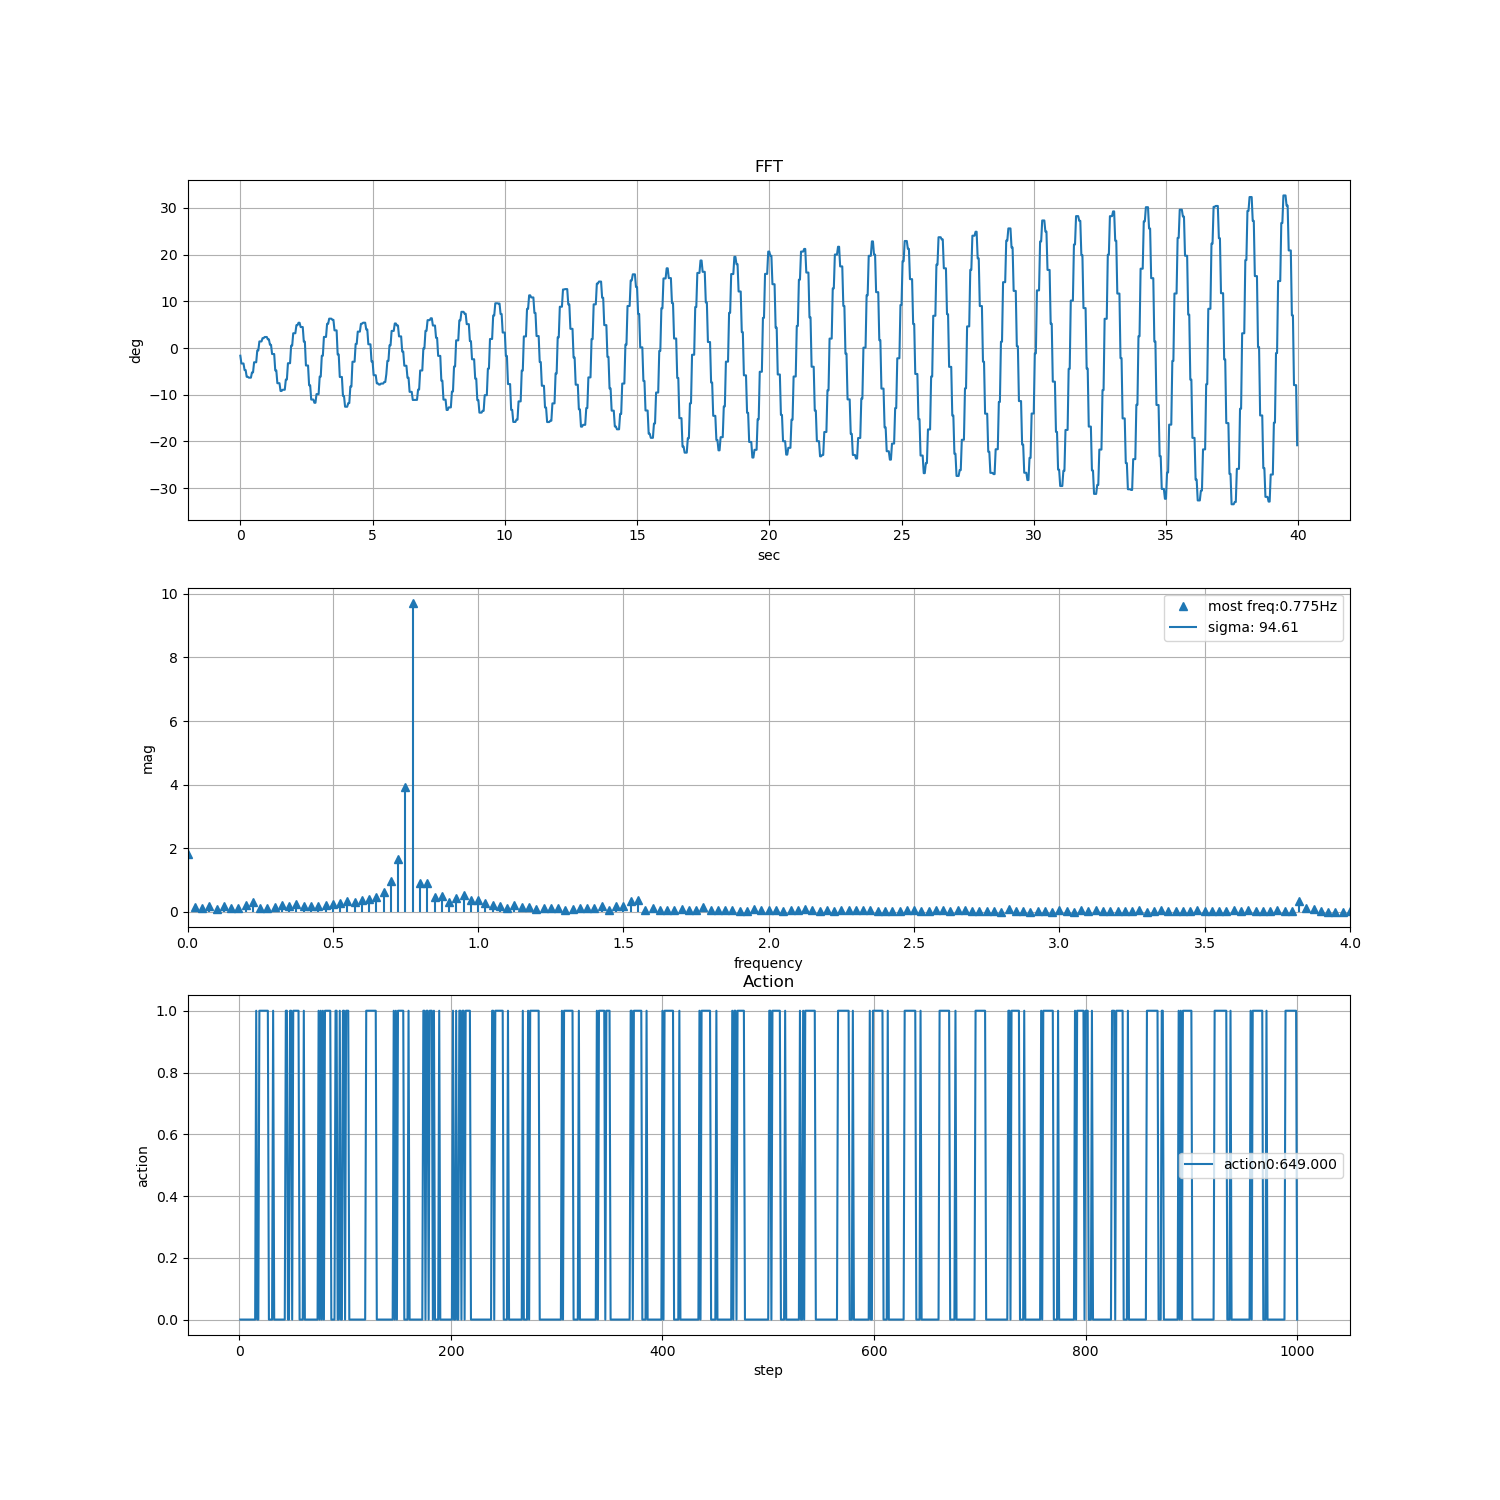 FFT
30
20
10
0
−10
−20
−30
deg
0 5 10 15 20 25 30 35 40
sec
10
8
6
4
2
0
mag
most freq:0.775Hz
sigma: 94.61
0.0 0.5 1.0 1.5 2.0 2.5 3.0 3.5 4.0
frequency
Action
1.0
0.8
0.6
0.4
0.2
0.0
action
action0:649.000
0 200 400 600 800 1000
step